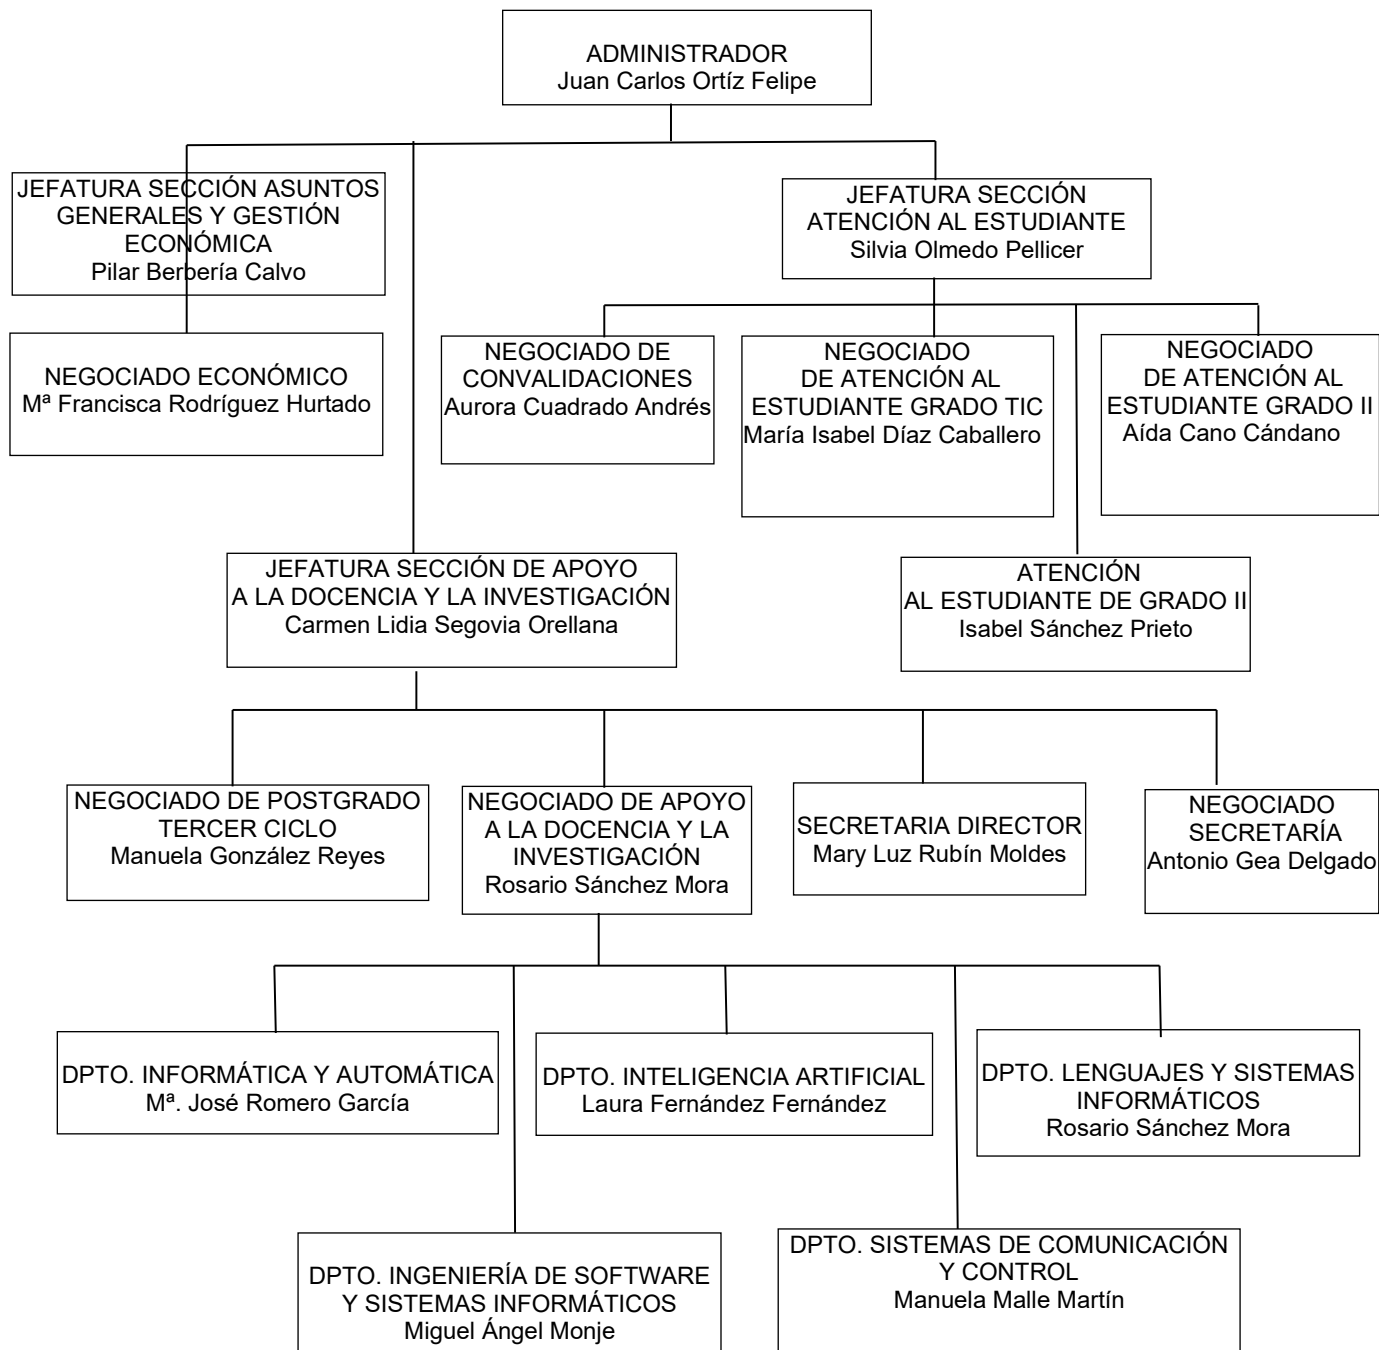 ADMINISTRADOR
Juan Carlos Ortíz Felipe
JEFATURA SECCIÓN ASUNTOS
GENERALES Y GESTIÓN
ECONÓMICA
Pilar Berbería Calvo
JEFATURA SECCIÓN
ATENCIÓN AL ESTUDIANTE
Silvia Olmedo Pellicer
NEGOCIADO ECONÓMICO
Mª Francisca Rodríguez Hurtado
NEGOCIADO DE
CONVALIDACIONES
Aurora Cuadrado Andrés
NEGOCIADO
DE ATENCIÓN AL
ESTUDIANTE GRADO TIC
María Isabel Díaz Caballero
NEGOCIADO
DE ATENCIÓN AL
ESTUDIANTE GRADO II
Aída Cano Cándano
JEFATURA SECCIÓN DE APOYO
A LA DOCENCIA Y LA INVESTIGACIÓN
Carmen Lidia Segovia Orellana
ATENCIÓN
AL ESTUDIANTE DE GRADO II
Isabel Sánchez Prieto
NEGOCIADO DE POSTGRADO
TERCER CICLO
Manuela González Reyes
NEGOCIADO DE APOYO
A LA DOCENCIA Y LA
INVESTIGACIÓN
Rosario Sánchez Mora
SECRETARIA DIRECTOR
Mary Luz Rubín Moldes
NEGOCIADO
SECRETARÍA
Antonio Gea Delgado
DPTO. INFORMÁTICA Y AUTOMÁTICA
Mª. José Romero García
DPTO. INTELIGENCIA ARTIFICIAL
Laura Fernández Fernández
DPTO. LENGUAJES Y SISTEMAS
INFORMÁTICOS
Rosario Sánchez Mora
DPTO. INGENIERÍA DE SOFTWARE
Y SISTEMAS INFORMÁTICOS
Miguel Ángel Monje
DPTO. SISTEMAS DE COMUNICACIÓN
Y CONTROL
Manuela Malle Martín